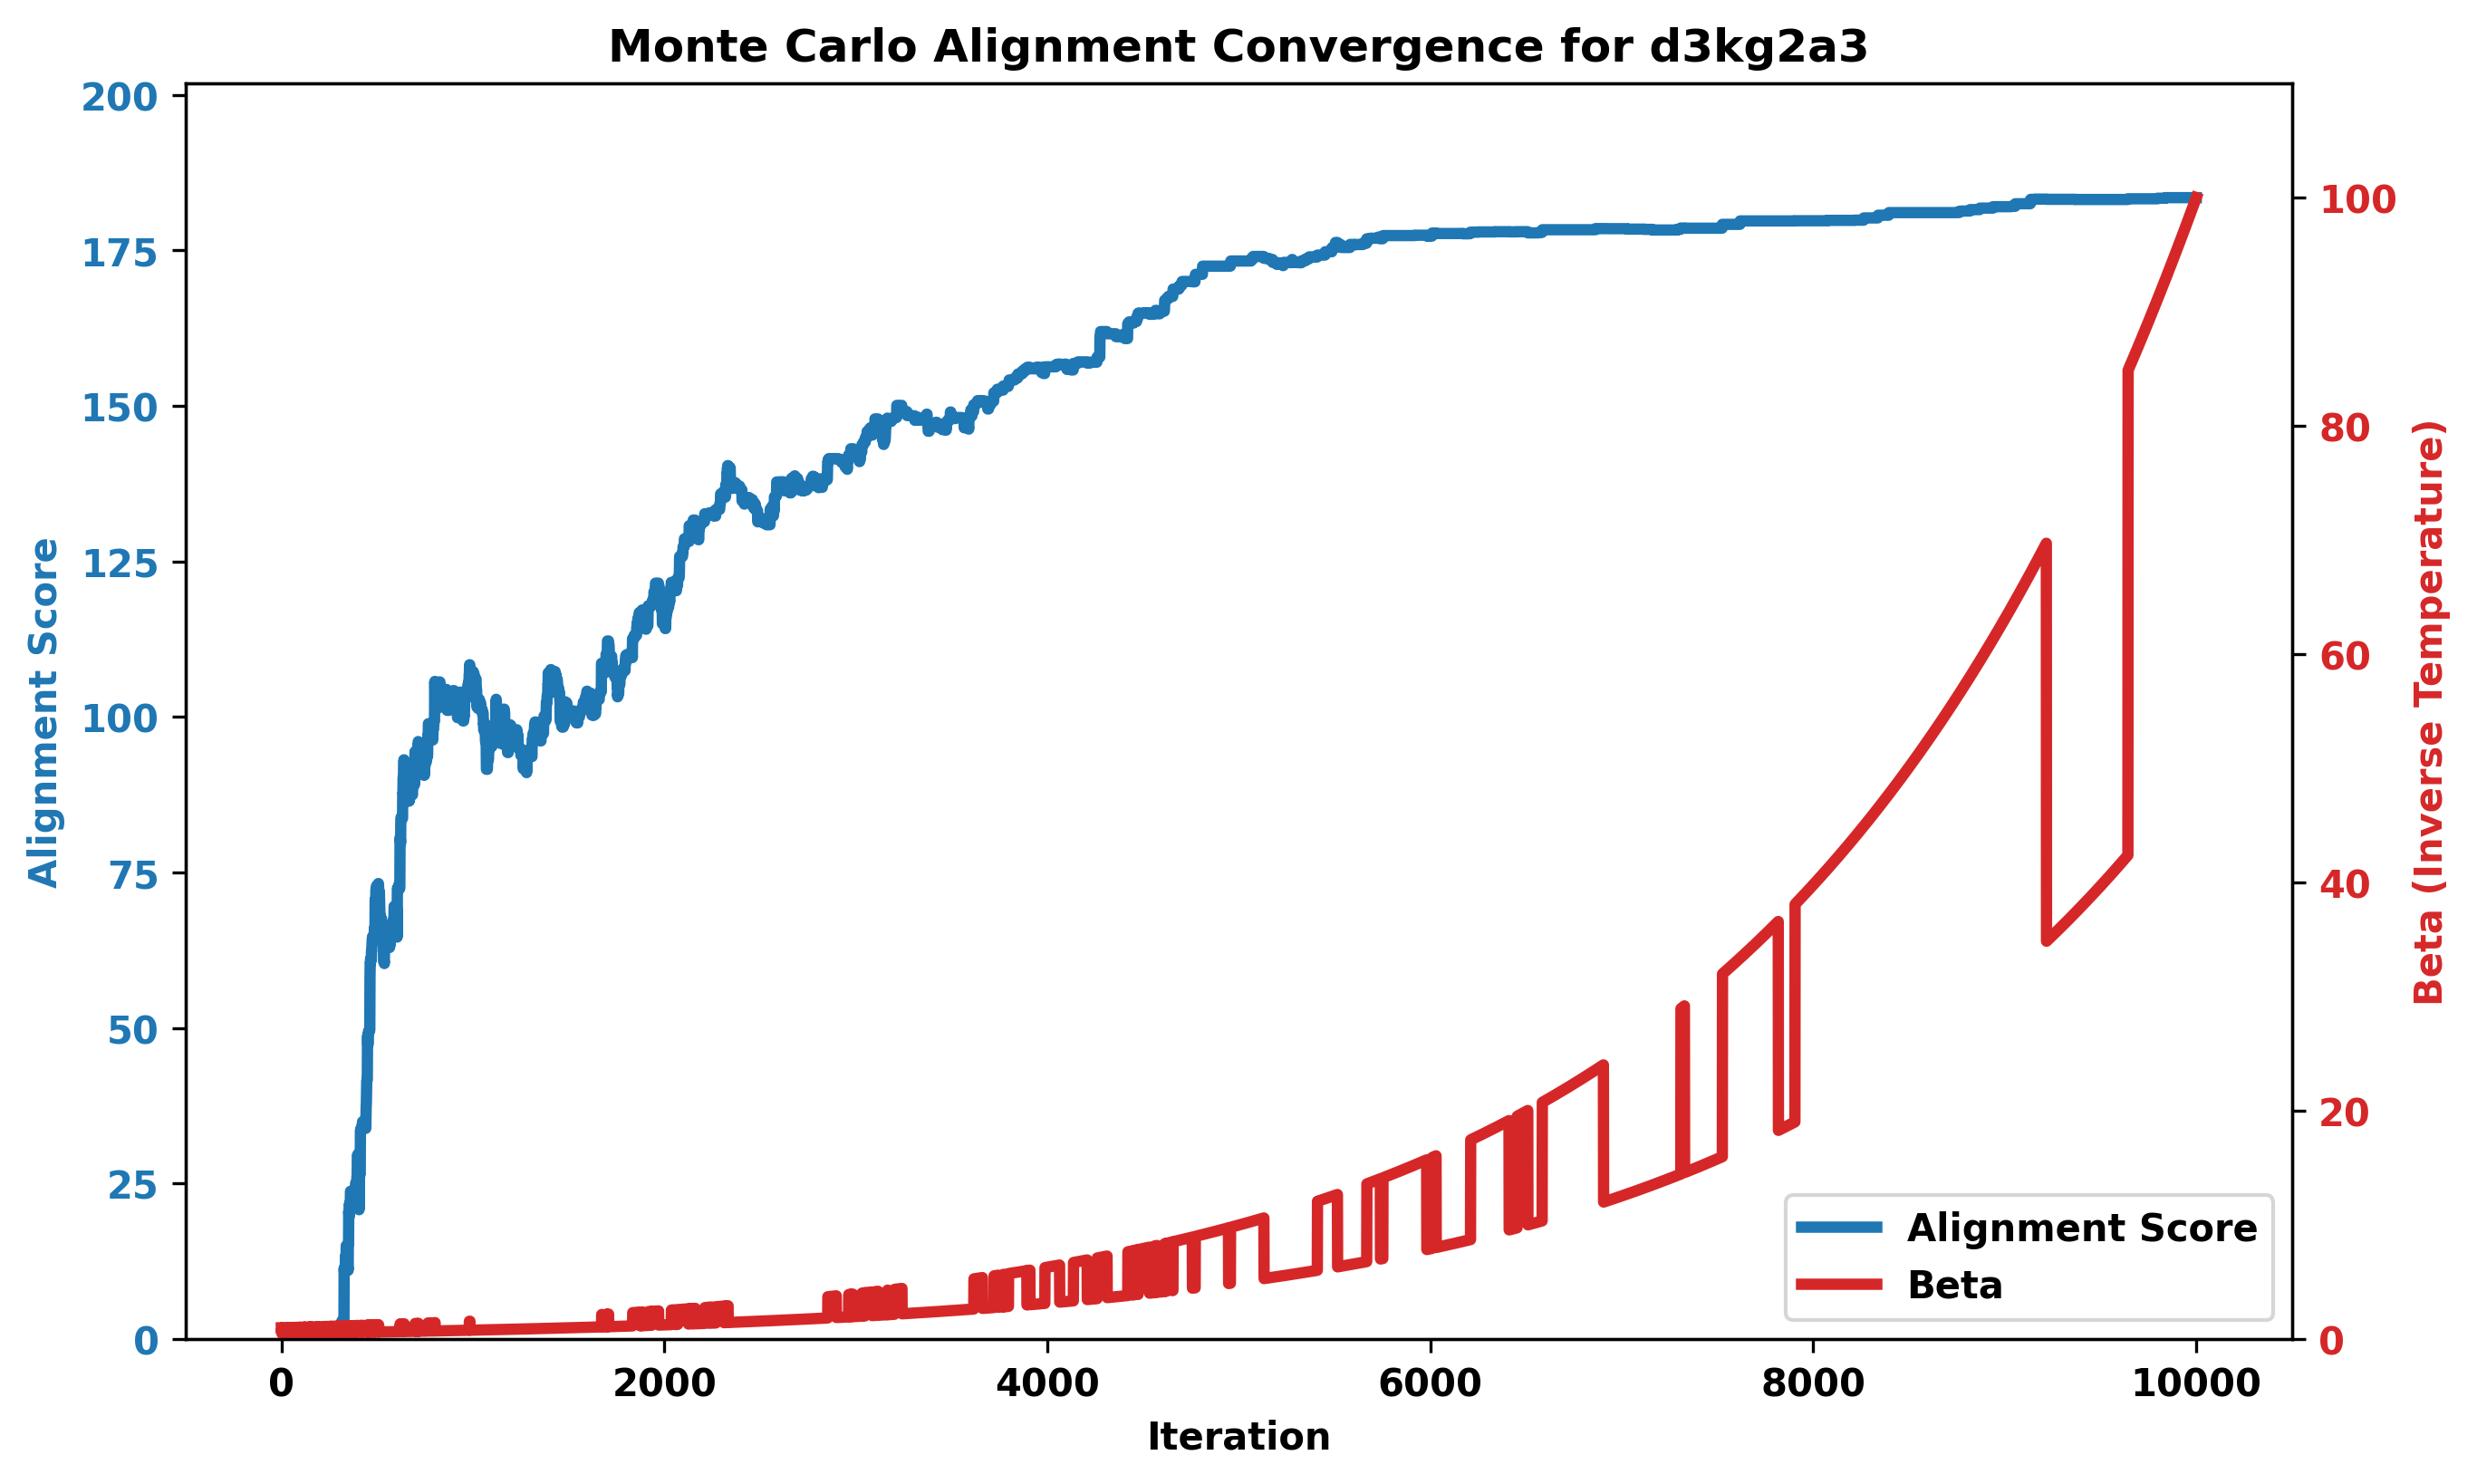 Monte Carlo Alignment Convergence for d3kg2a3
Alignment Score
200
175
150
125
100
75
50
25
0
100
80
60
40
20
0
Beta (Inverse Temperature)
Alignment Score
Beta
0 2000 4000 6000 8000 10000
Iteration